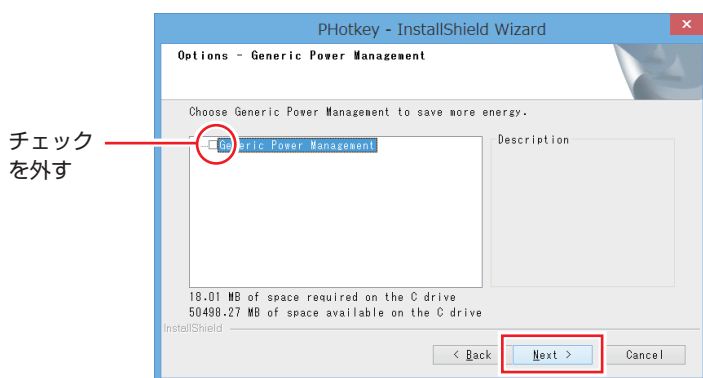 PHotkey - InstallShield Wizard
Options - Generic Power Management
Choose Generic Power Management to save more energy.
チェック
を外す
Generic Power Management
Description
18.01 MB of space required on the C drive
50498.27 MB of space available on the C drive
InstallShield
< Back
Next >
Cancel